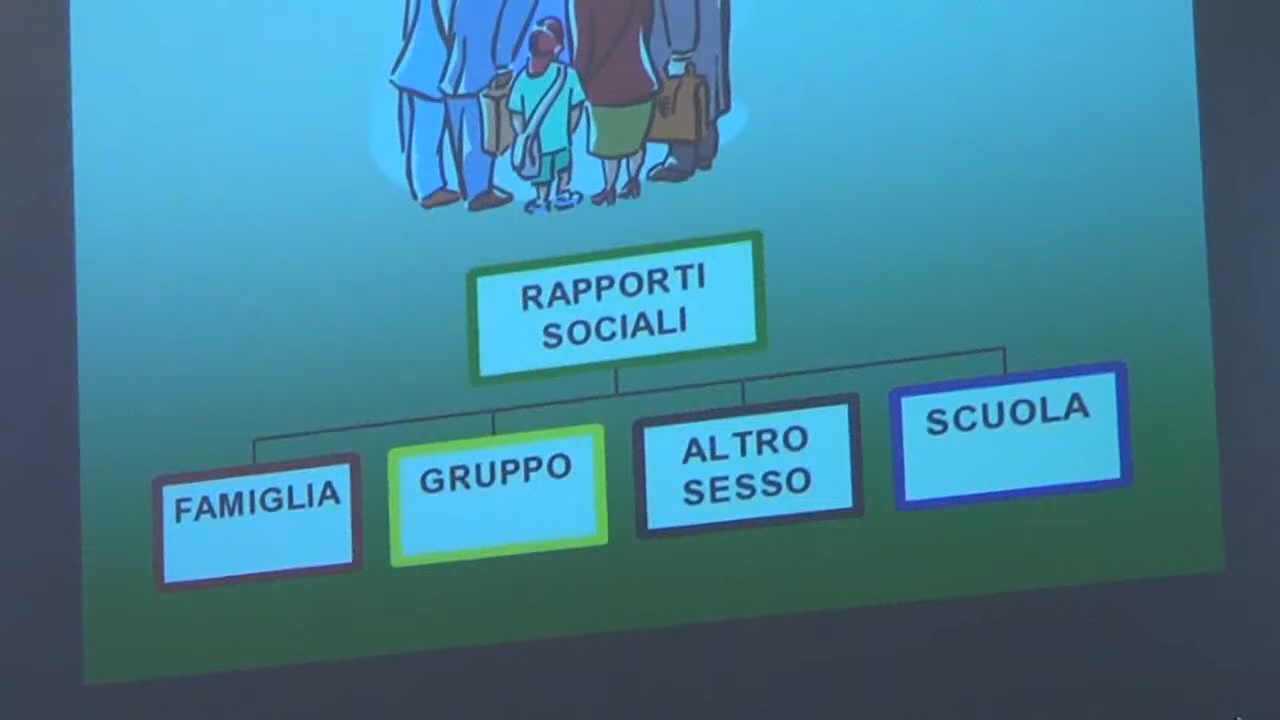 RAPPORTI
SOCIALI
FAMIGLIA
GRUPPO
ALTRO
SESSO
SCUOLA